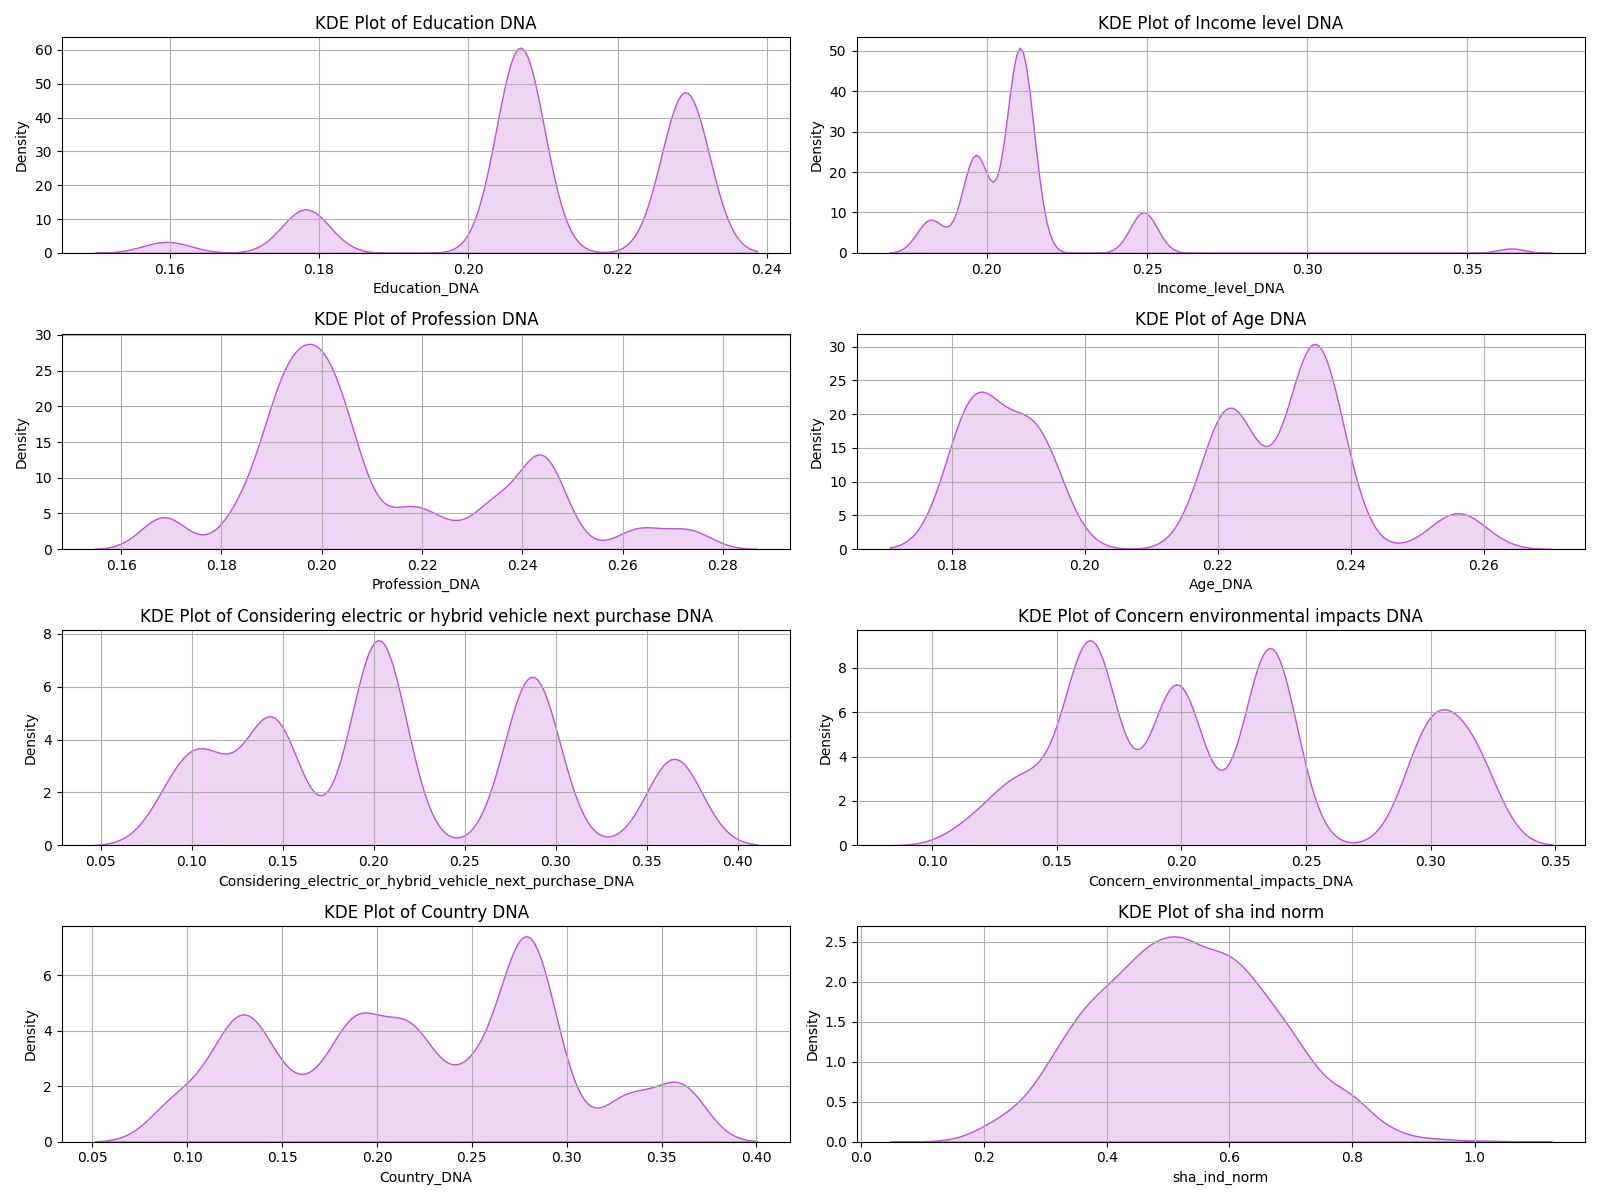 KDE Plot of Education DNA
60
50
40
30
20
10
0
Density
0.16 0.18 0.20 0.22 0.24
Education_DNA
KDE Plot of Income level DNA
50
40
30
20
10
0
Density
0.20 0.25 0.30 0.35
Income_level_DNA
KDE Plot of Profession DNA
30
25
20
15
10
5
0
Density
0.16 0.18 0.20 0.22 0.24 0.26 0.28
Profession_DNA
KDE Plot of Age DNA
30
25
20
15
10
5
0
Density
0.18 0.20 0.22 0.24 0.26
Age_DNA
KDE Plot of Considering electric or hybrid vehicle next purchase DNA
8
6
4
2
0
Density
0.05 0.10 0.15 0.20 0.25 0.30 0.35 0.40
Considering_electric_or_hybrid_vehicle_next_purchase_DNA
KDE Plot of Concern environmental impacts DNA
8
6
4
2
0
Density
0.10 0.15 0.20 0.25 0.30 0.35
Concern_environmental_impacts_DNA
KDE Plot of Country DNA
6
4
2
0
Density
0.05 0.10 0.15 0.20 0.25 0.30 0.35 0.40
Country_DNA
KDE Plot of sha ind norm
2.5
2.0
1.5
1.0
0.5
0.0
Density
0.0 0.2 0.4 0.6 0.8 1.0
sha_ind_norm